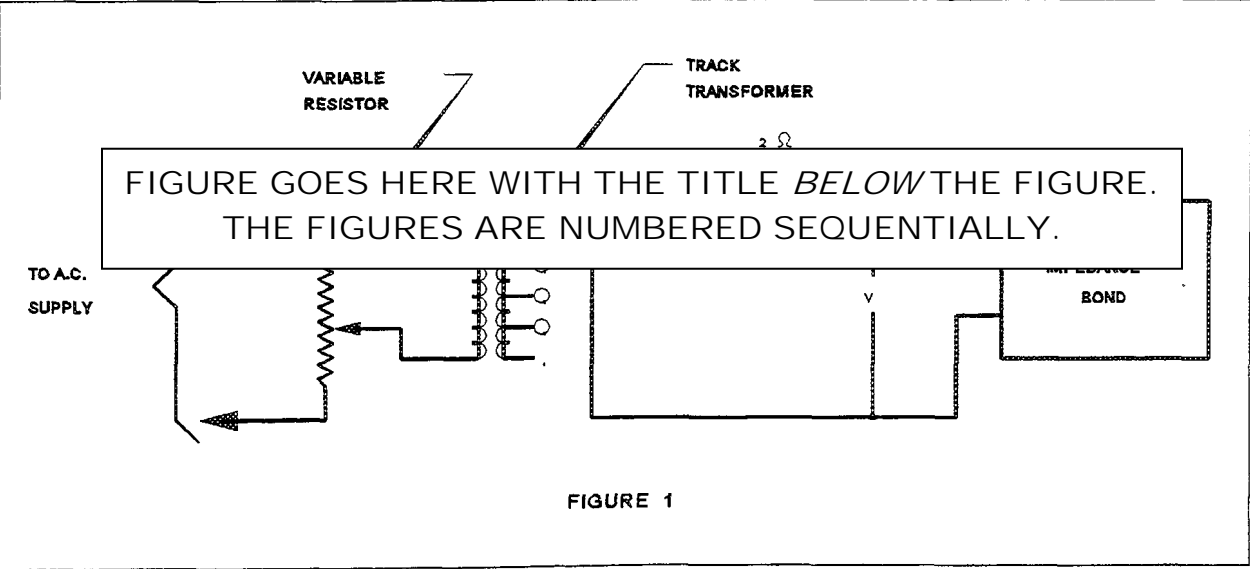 VARIABLE
RESISTOR
TRACK
TRANSFORMER
2 Ω
FIGURE GOES HERE WITH THE TITLE BELOW THE FIGURE.
THE FIGURES ARE NUMBERED SEQUENTIALLY.
TO A.C.
SUPPLY
V
BOND
FIGURE 1